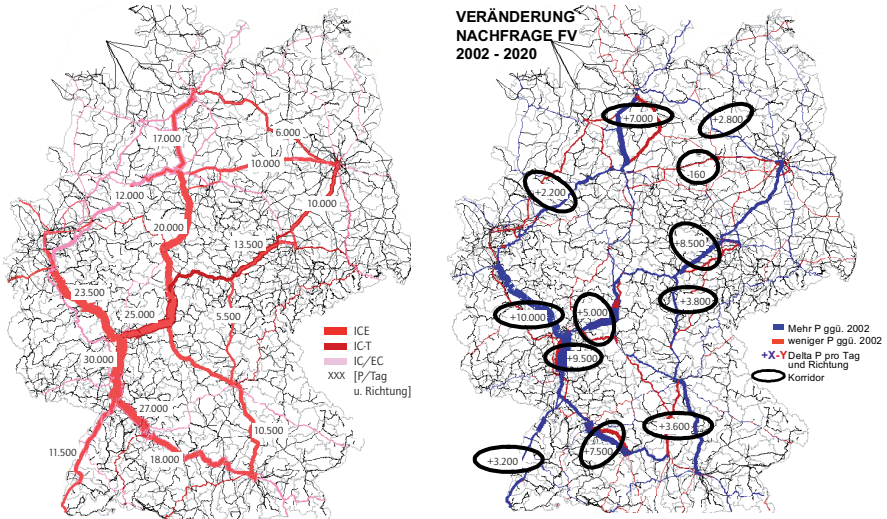 17.000
6.000
10.000
12.000
10.000
20.000
13.500
23.500
25.000
5.500
30.000
27.000
10.500
11.500
18.000
ICE
IC-T
IC/EC
XXX [P/Tag
u. Richtung]
VERÄNDERUNG
NACHFRAGE FV
2002 - 2020
+7.000
+2.800
-160
+2.200
+8.500
+3.800
+10.000
+5.000
+9.500
+3.600
+7.500
+3.200
Mehr P ggü. 2002
weniger P ggü. 2002
+X-Y Delta P pro Tag
und Richtung
Korridor